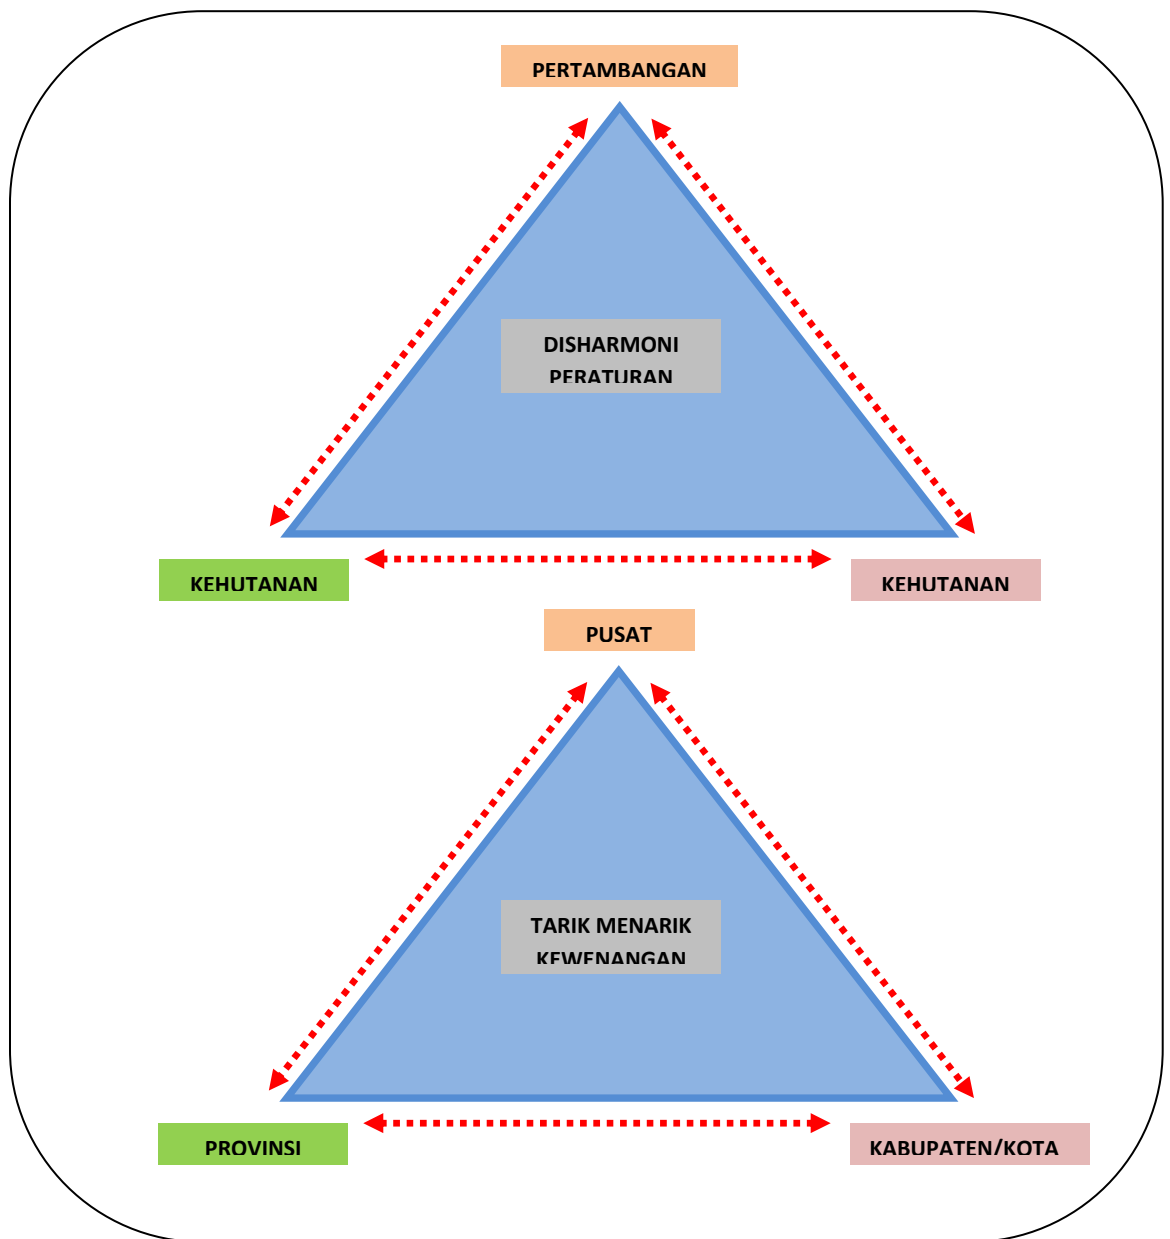 PERTAMBANGAN
DISHARMONI
PERATURAN
KEHUTANAN
KEHUTANAN
PUSAT
TARIK MENARIK
KEWENANGAN
PROVINSI
KABUPATEN/KOTA